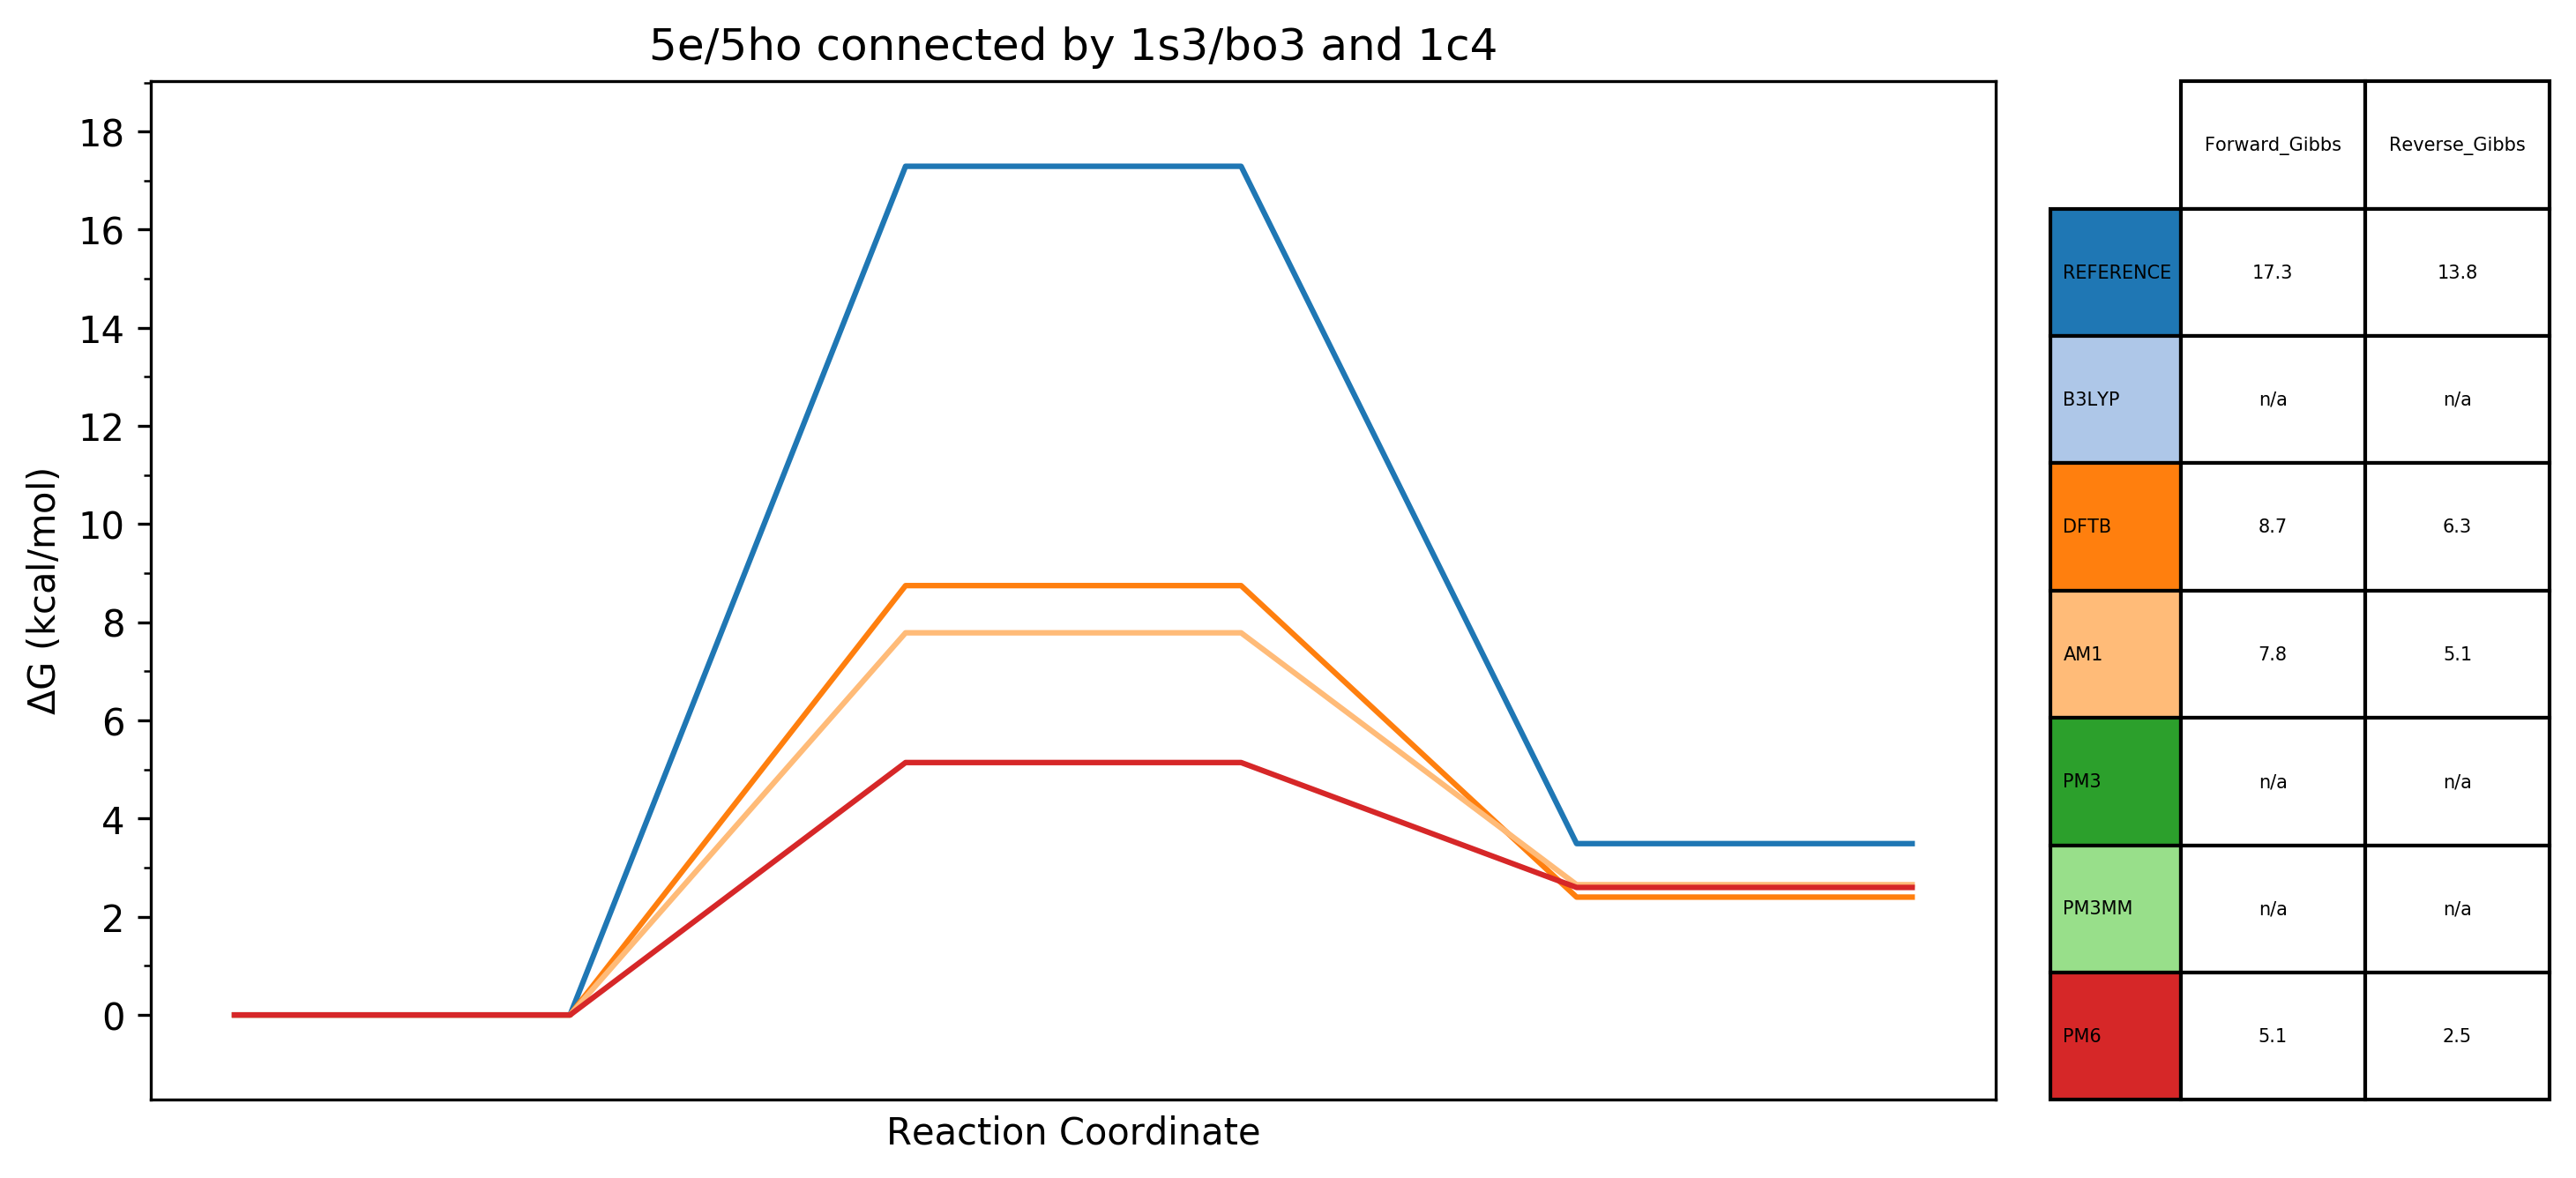 5e/5ho connected by 1s3/bo3 and 1c4
18
16
14
12
10
8
6
4
2
0
ΔG (kcal/mol)
Reaction Coordinate
Forward_Gibbs Reverse_Gibbs
REFERENCE 17.3 13.8
B3LYP n/a n/a
DFTB 8.7 6.3
AM1 7.8 5.1
PM3 n/a n/a
PM3MM n/a n/a
PM6 5.1 2.5